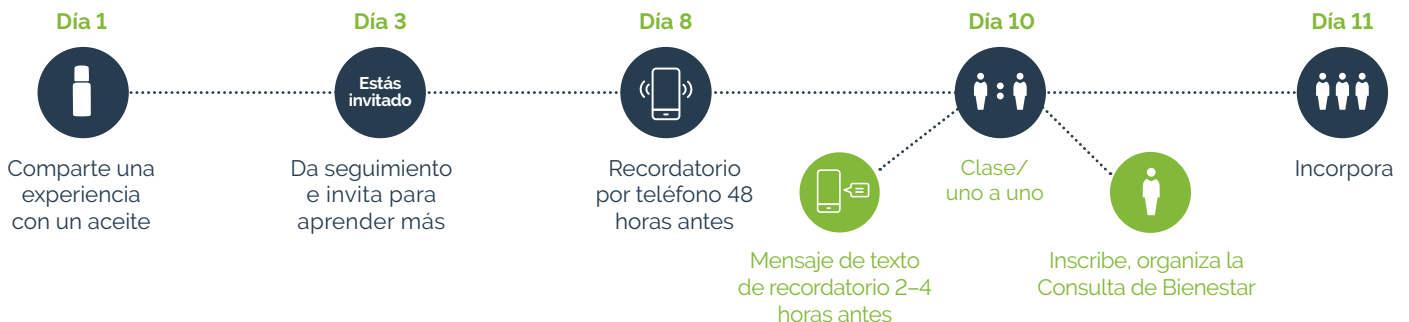 Día 1
Comparte una
experiencia
con un aceite
Día 3
Estás
invitado
Da seguimiento
e invita para
aprender más
Día 8
Recordatorio
por teléfono 48
horas antes
Día 10
Clase/
uno a uno
Mensaje de texto
de recordatorio 2–4
horas antes
Inscribe, organiza la
Consulta de Bienestar
Día 11
Incorpora